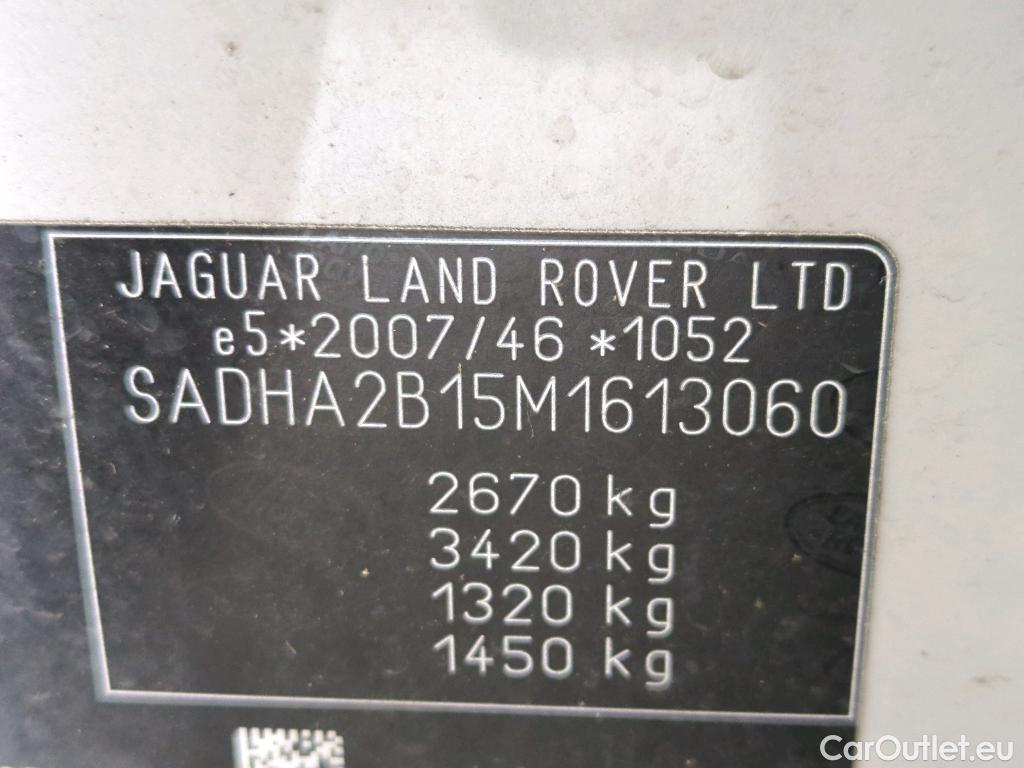 JAGUAR LAND ROVER LTD
e5*2007/46 *1052
SADHA2B15M1613060
2670 kg
3420 kg
1320 kg
1450 kg
CarOutlet.eu